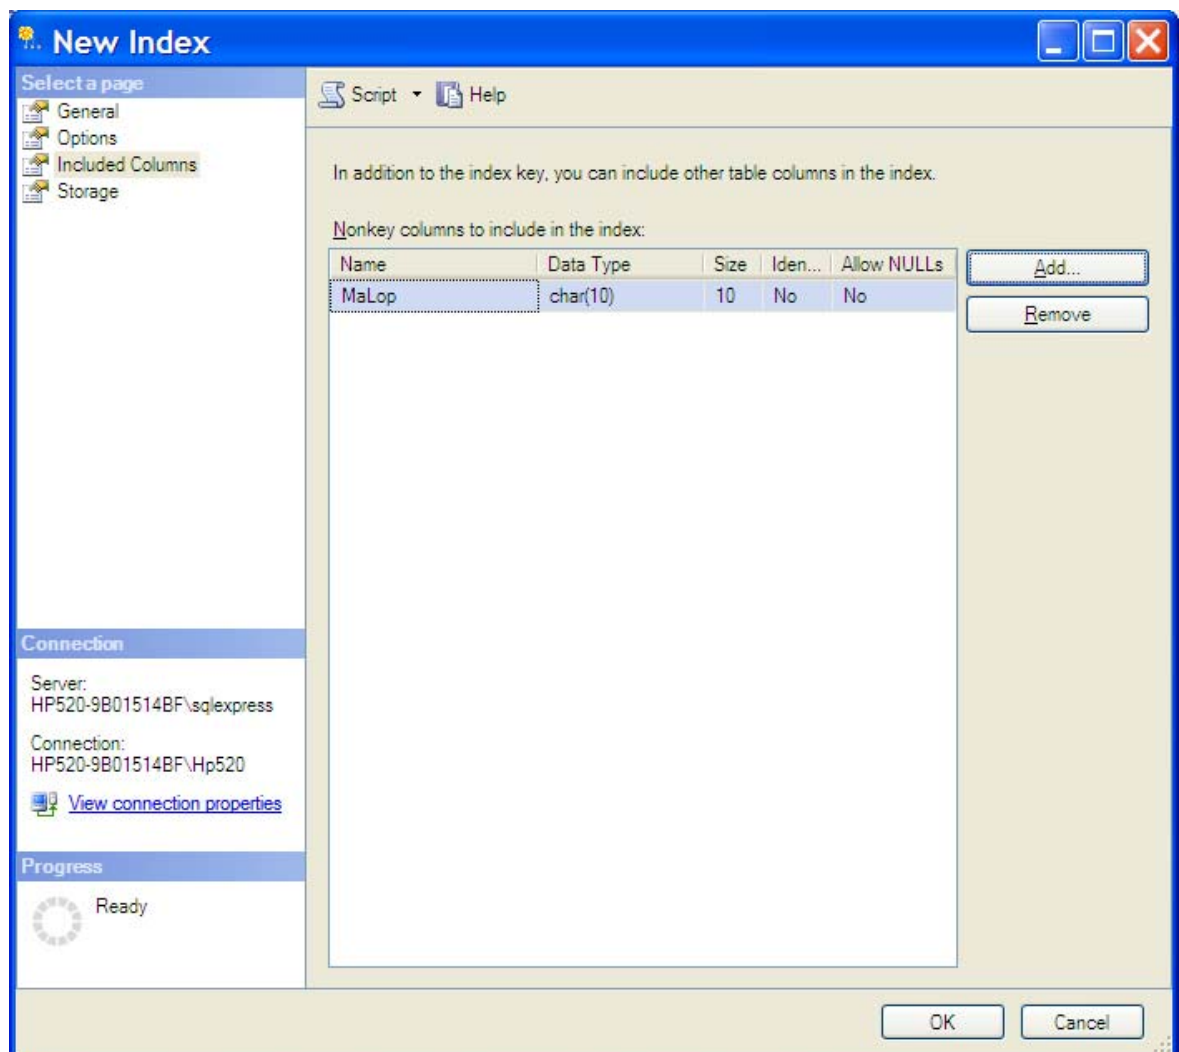 New Index
Select a page
General
Options
Included Columns
Storage
Script
Help
In addition to the index key, you can include other table columns in the index.
Nonkey columns to include in the index:
Name Data Type Size Iden... Allow NULLs
MaLop char(10) 10 No No
Add...
Remove
Connection
Server:
HP520-9B01514BF\sqlexpress
Connection:
HP520-9B01514BF\Hp520
View connection properties
Progress
Ready
OK
Cancel